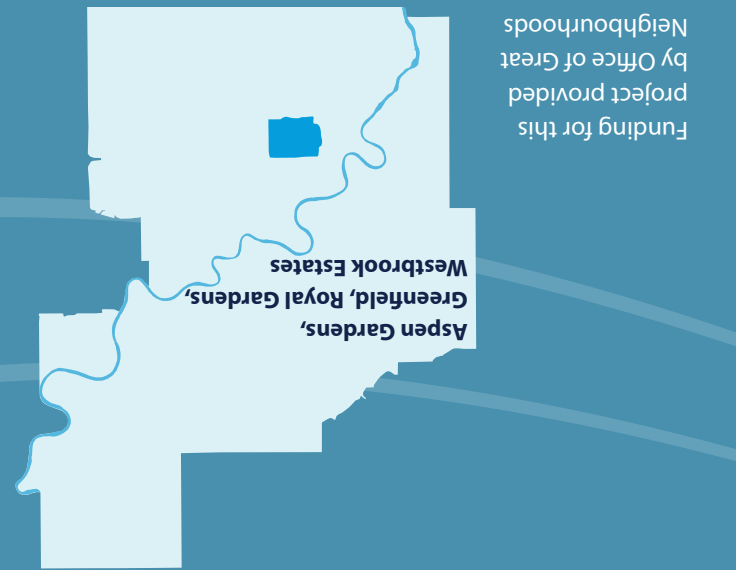 Aspen Gardens,
Greenfield, Royal Gardens,
Westbrook Estates
Funding for this
project provided
by Office of Great
Neighbourhoods